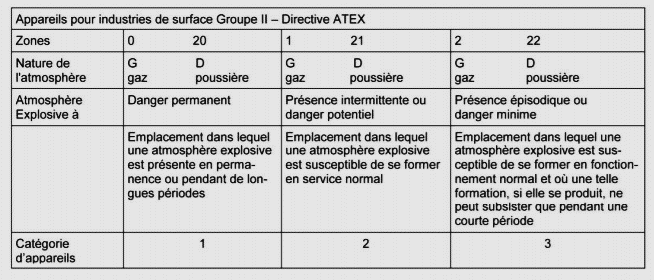 Appareils pour industries de surface Groupe II – Directive ATEX
Zones 0 20 1 21 2 22
Nature de l'atmosphère G gaz D poussière G gaz D poussière G gaz D poussière
Atmosphère Explosive à
Danger permanent
Présence intermittente ou
danger potentiel
Présence épisodique ou
danger minime
Emplacement dans lequel
une atmosphère explosive
est présente en perma-
nence ou pendant de lon-
gues périodes
Emplacement dans lequel
une atmosphère explosive
est susceptible de se former
en service normal
Emplacement dans lequel une
atmosphère explosive est sus-
ceptible de se former en fonction-
nement normal et où une telle
formation, si elle se produit, ne
peut subsister que pendant une
courte période
Catégorie d'appareils 1 2 3